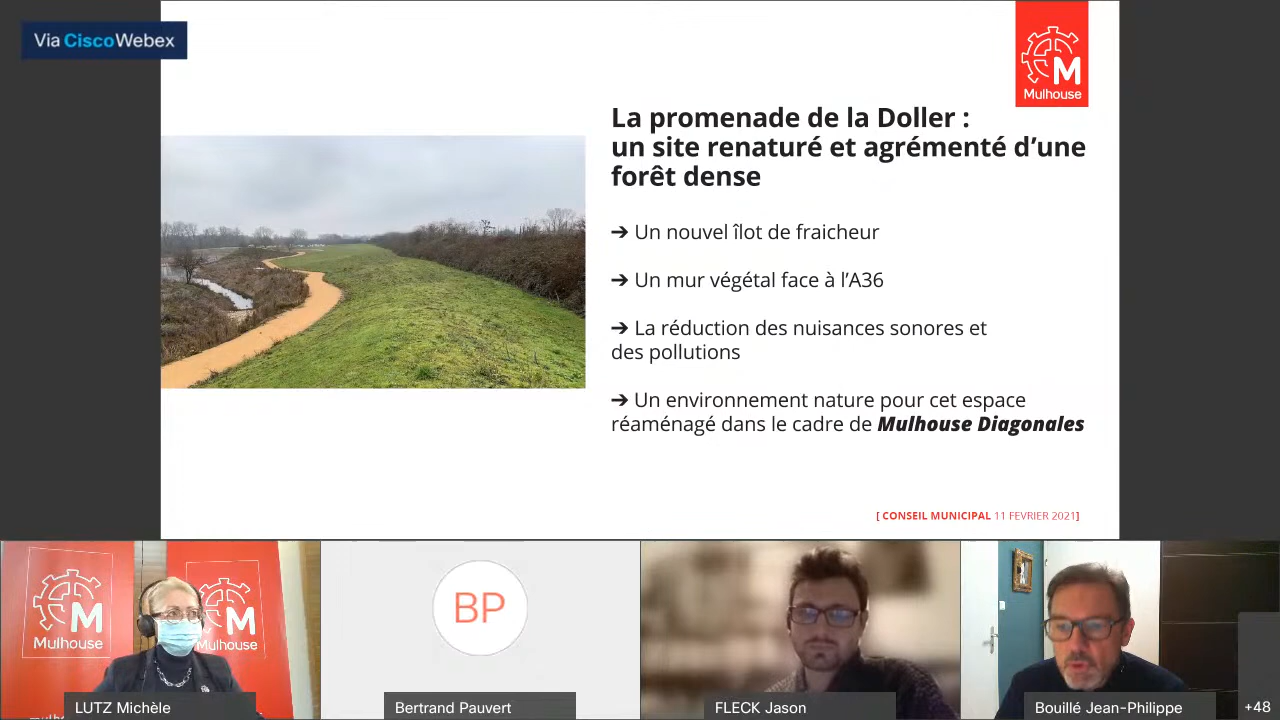 Via Cisco Webex
M
Mulhouse
La promenade de la Doller :
un site renaturé et agrémenté d'une
forêt dense
➔ Un nouvel îlot de fraicheur
➔ Un mur végétal face à l'A36
➔ La réduction des nuisances sonores et
des pollutions
➔ Un environnement nature pour cet espace
réaménagé dans le cadre de Mulhouse Diagonales
[ CONSEIL MUNICIPAL 11 FEVRIER 2021]
M
Mulhouse
M
Mulhouse
BP
LUTZ Michèle
Bertrand Pauvert
FLECK Jason
Bouillé Jean-Philippe
+48